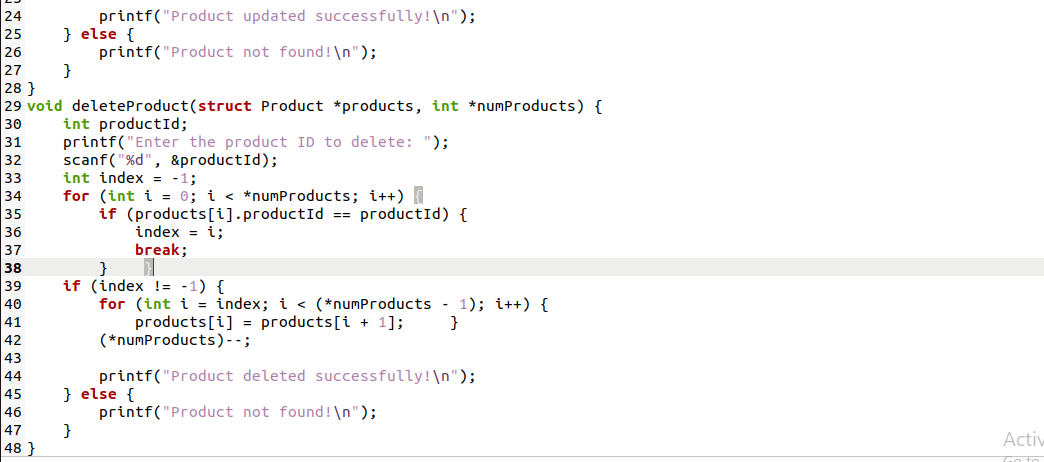 24         printf("Product updated successfully!\n");
25     } else {
26         printf("Product not found!\n");
27     }
28 }
29 void deleteProduct(struct Product *products, int *numProducts) {
30     int productId;
31     printf("Enter the product ID to delete: ");
32     scanf("%d", &productId);
33     int index = -1;
34     for (int i = 0; i < *numProducts; i++) {
35         if (products[i].productId == productId) {
36             index = i;
37             break;
38         }    }
39     if (index != -1) {
40         for (int i = index; i < (*numProducts - 1); i++) {
41             products[i] = products[i + 1];     }
42         (*numProducts)--;
43
44         printf("Product deleted successfully!\n");
45     } else {
46         printf("Product not found!\n");
47     }
48 }
Activ